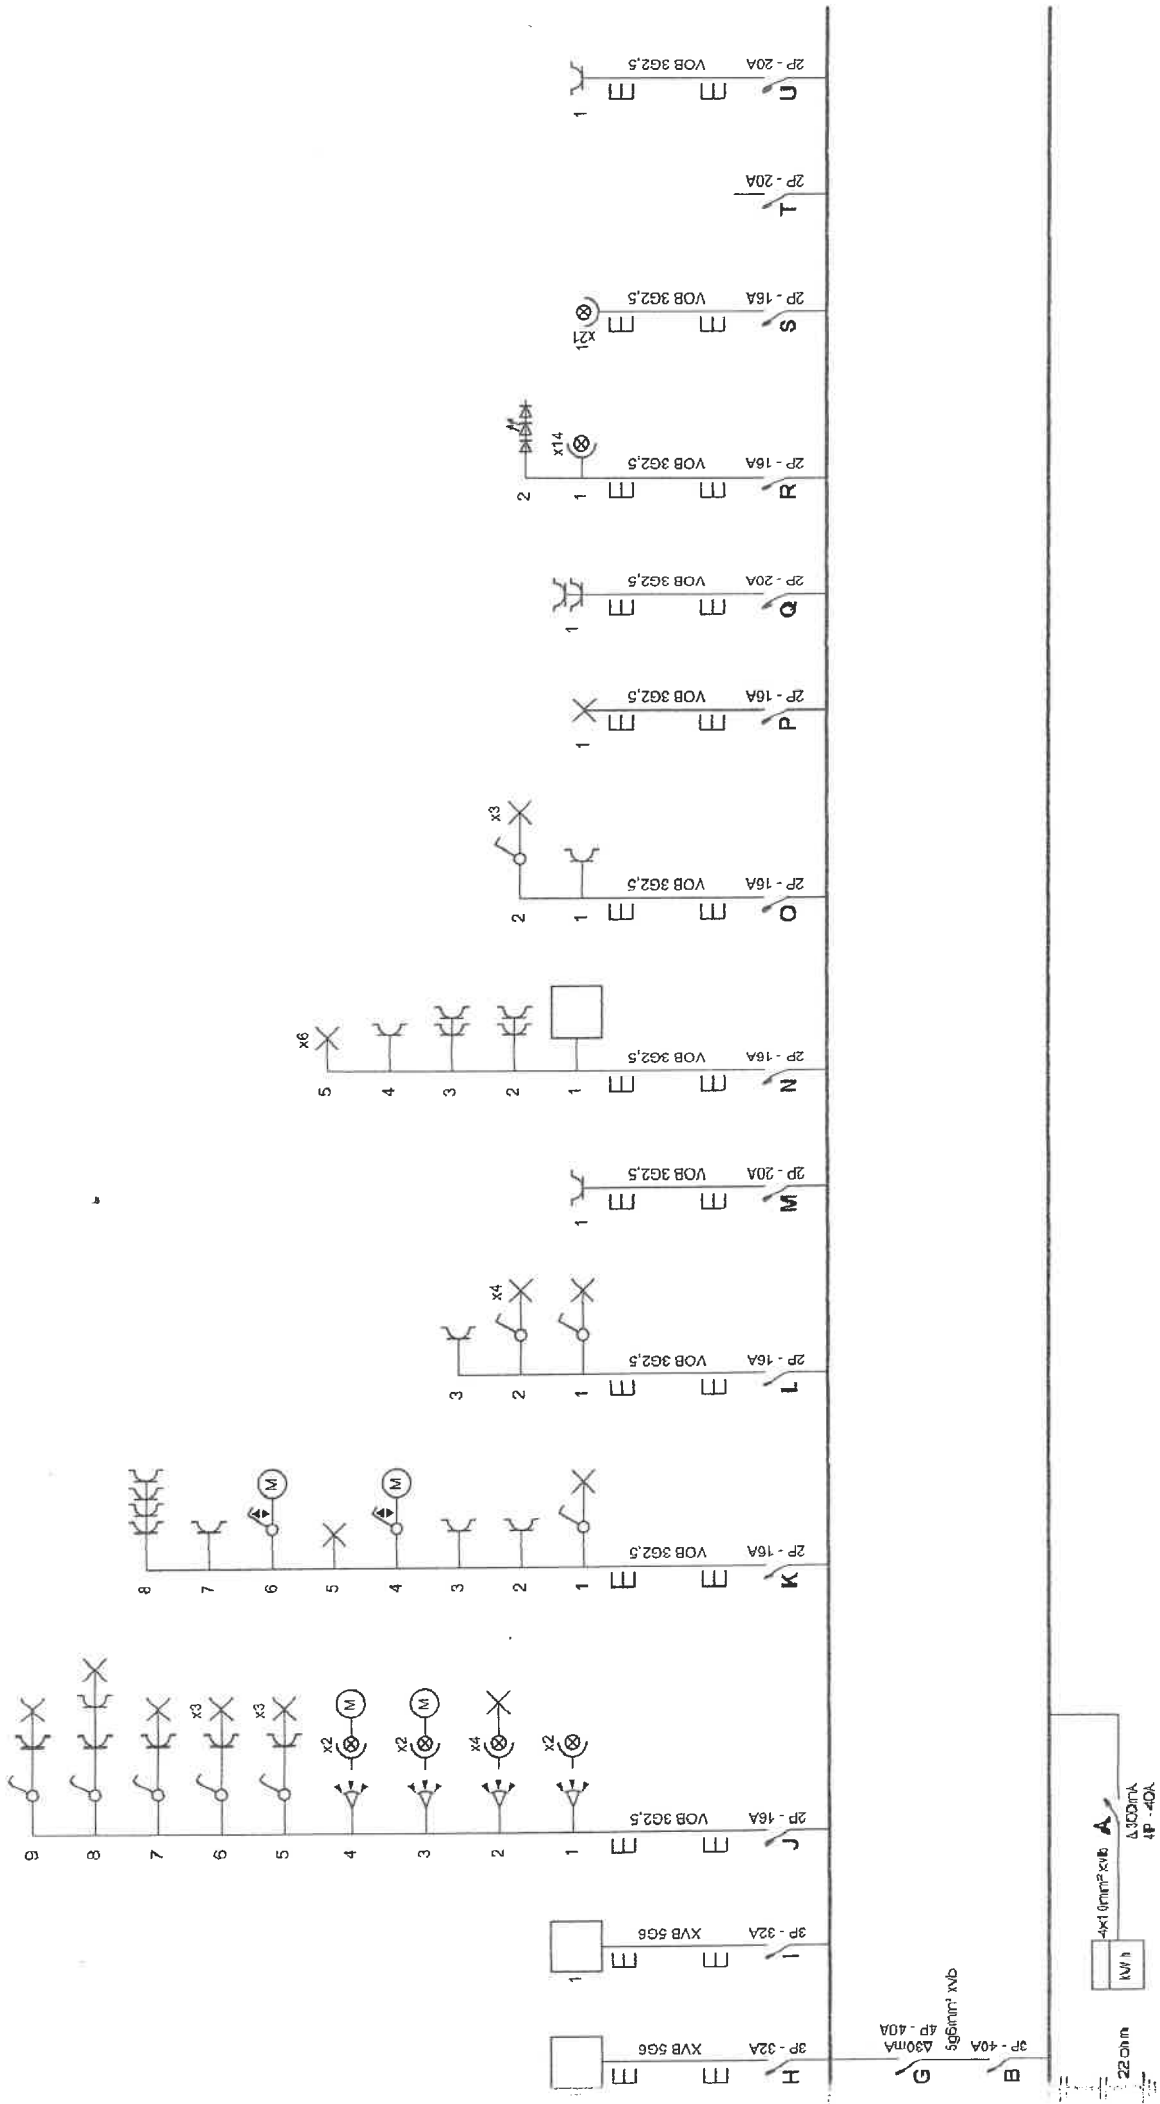 9
8
7
6
x3
5
x3
4
x2
M
3
x2
M
2
x4
1
x2
VOB 3G2,5
2P - 16A
J
8
7
6
M
5
4
M
3
2
1
VOB 3G2,5
2P - 16A
K
3
2
x4
1
VOB 3G2,5
2P - 16A
L
1
VOB 3G2,5
2P - 20A
M
5
x6
4
3
2
1
VOB 3G2,5
2P - 16A
N
2
x3
1
VOB 3G2,5
2P - 16A
O
1
VOB 3G2,5
2P - 16A
P
1
VOB 3G2,5
2P - 20A
Q
2
1
x14
VOB 3G2,5
2P - 16A
R
1
x21
VOB 3G2,5
2P - 16A
S
2P - 20A
T
1
VOB 3G2,5
2P - 20A
U
XVB 5G6
3P - 32A
H
1
XVB 5G6
3P - 32A
I
Δ30mA
4P - 40A
G
5g6mm² xvb
3P - 40A
B
22 ohm
kWh
4x10mm² xvb
A
Δ300mA
4P - 40A